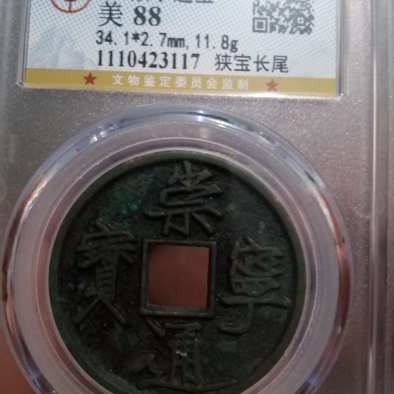 美 88
34.1*2.7mm,11.8g
1110423117 狭宝长尾
★ 文物鉴定委员会监制 ★
崇寧通寶